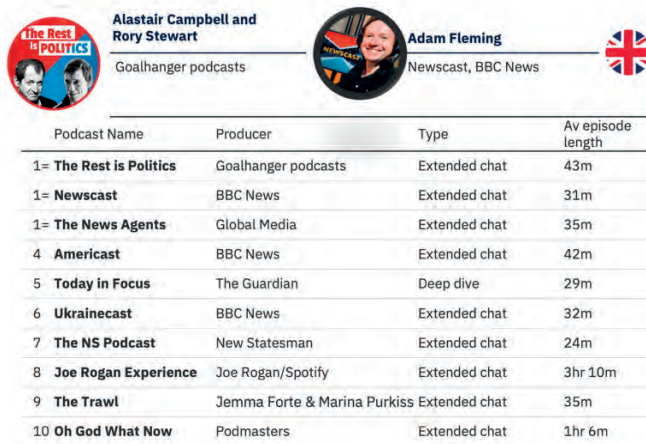 The Rest
is POLITICS
Alastair Campbell and
Rory Stewart
Goalhanger podcasts
NEWSCAST
Adam Fleming
Newscast, BBC News
Podcast Name Producer Type Av episode length
1= The Rest is Politics Goalhanger podcasts Extended chat 43m
1= Newscast BBC News Extended chat 31m
1= The News Agents Global Media Extended chat 35m
4 Americast BBC News Extended chat 42m
5 Today in Focus The Guardian Deep dive 29m
6 Ukrainecast BBC News Extended chat 32m
7 The NS Podcast New Statesman Extended chat 24m
8 Joe Rogan Experience Joe Rogan/Spotify Extended chat 3hr 10m
9 The Trawl Jemma Forte & Marina Purkiss Extended chat 35m
10 Oh God What Now Podmasters Extended chat 1hr 6m